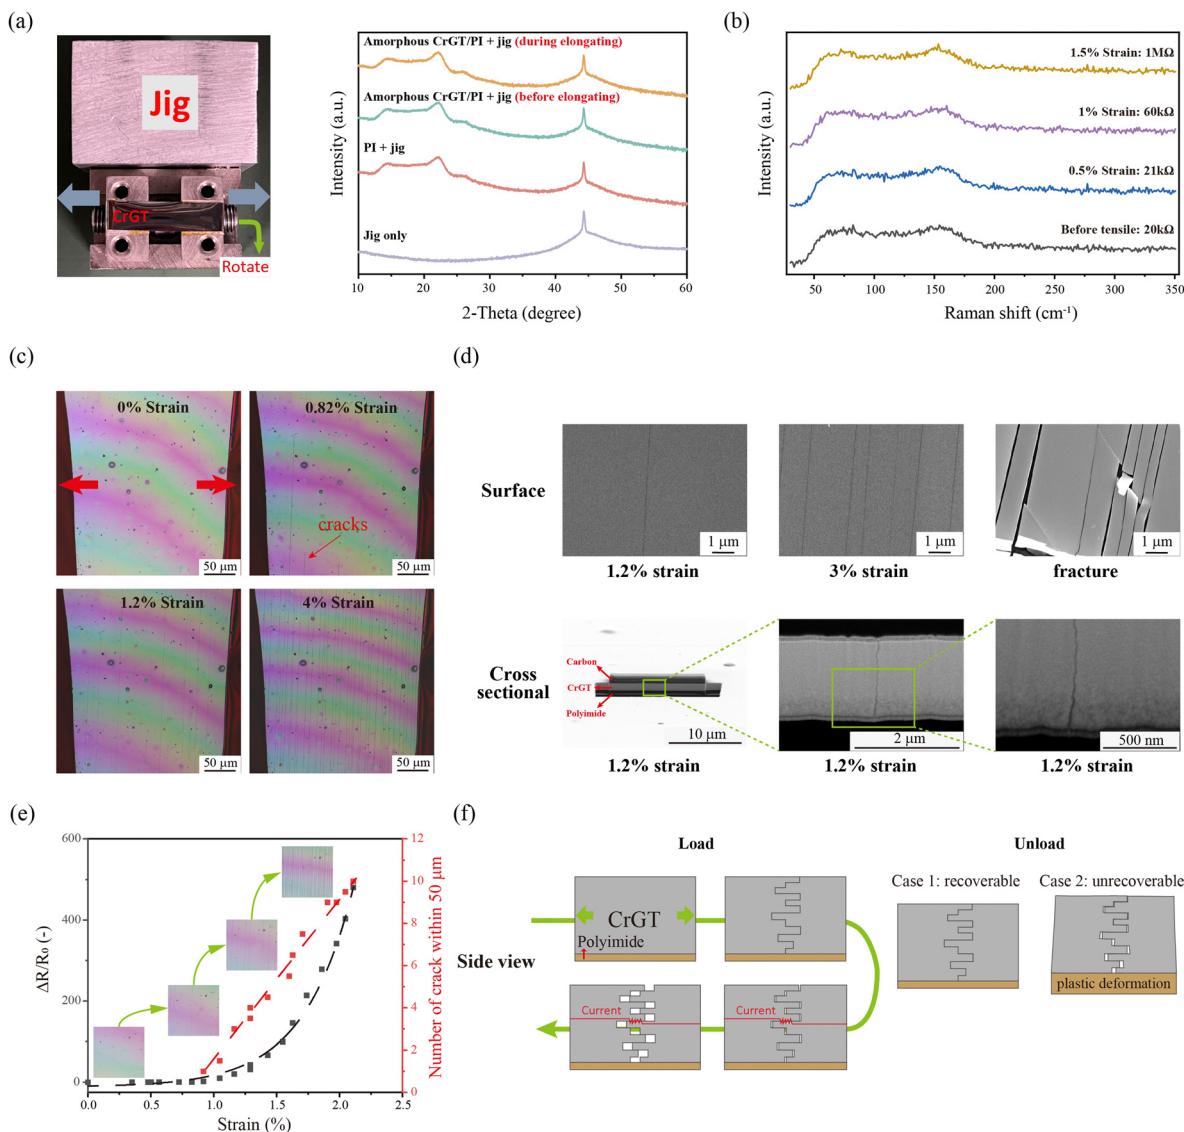 (a)
Jig
CrGT
Rotate
Amorphous CrGT/PI + jig (during elongating)
Amorphous CrGT/PI + jig (before elongating)
PI + jig
Jig only
Intensity (a.u.)
10 20 30 40 50 60
2-Theta (degree)
(b)
1.5% Strain: 1MΩ
1% Strain: 60kΩ
0.5% Strain: 21kΩ
Before tensile: 20kΩ
Intensity (a.u.)
50 100 150 200 250 300 350
Raman shift (cm⁻¹)
(c)
0% Strain
50 μm
0.82% Strain
cracks
50 μm
1.2% Strain
50 μm
4% Strain
50 μm
(d)
Surface
1 μm
1.2% strain
1 μm
3% strain
1 μm
fracture
Cross
sectional
Carbon
CrGT
Polyimide
10 μm
1.2% strain
2 μm
1.2% strain
500 nm
1.2% strain
(e)
600
400
200
0
ΔR/R₀ (-)
12
10
8
6
4
2
0
Number of crack within 50 μm
0.0 0.5 1.0 1.5 2.0 2.5
Strain (%)
(f)
Load
Unload
Side view
CrGT
Polyimide
Current
Current
Case 1: recoverable
Case 2: unrecoverable
plastic deformation